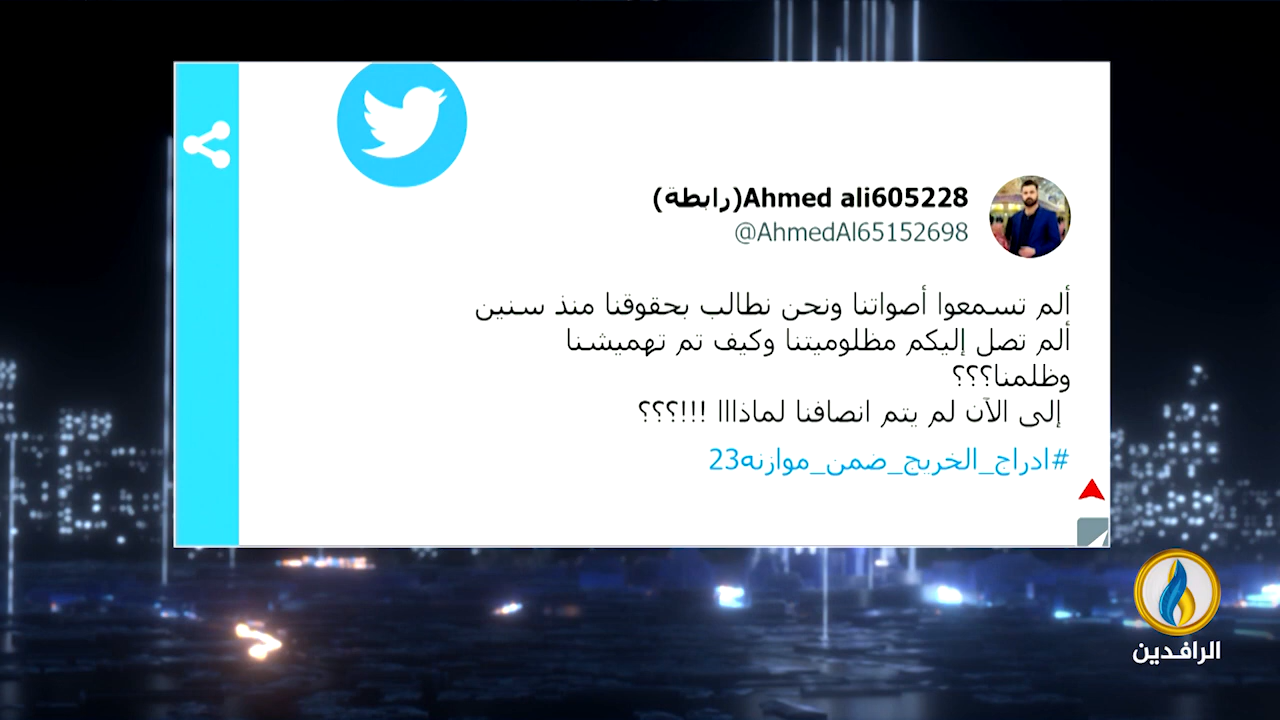 Ahmed ali605228(رابطة)
@AhmedAl65152698
ألم تسمعوا أصواتنا ونحن نطالب بحقوقنا منذ سنين
ألم تصل إليكم مظلوميتنا وكيف تم تهميشنا
وظلمنا؟؟؟
إلى الآن لم يتم انصافنا لماذااا !!!؟؟؟
#ادراج_الخريج_ضمن_موازنه23
الرافدين